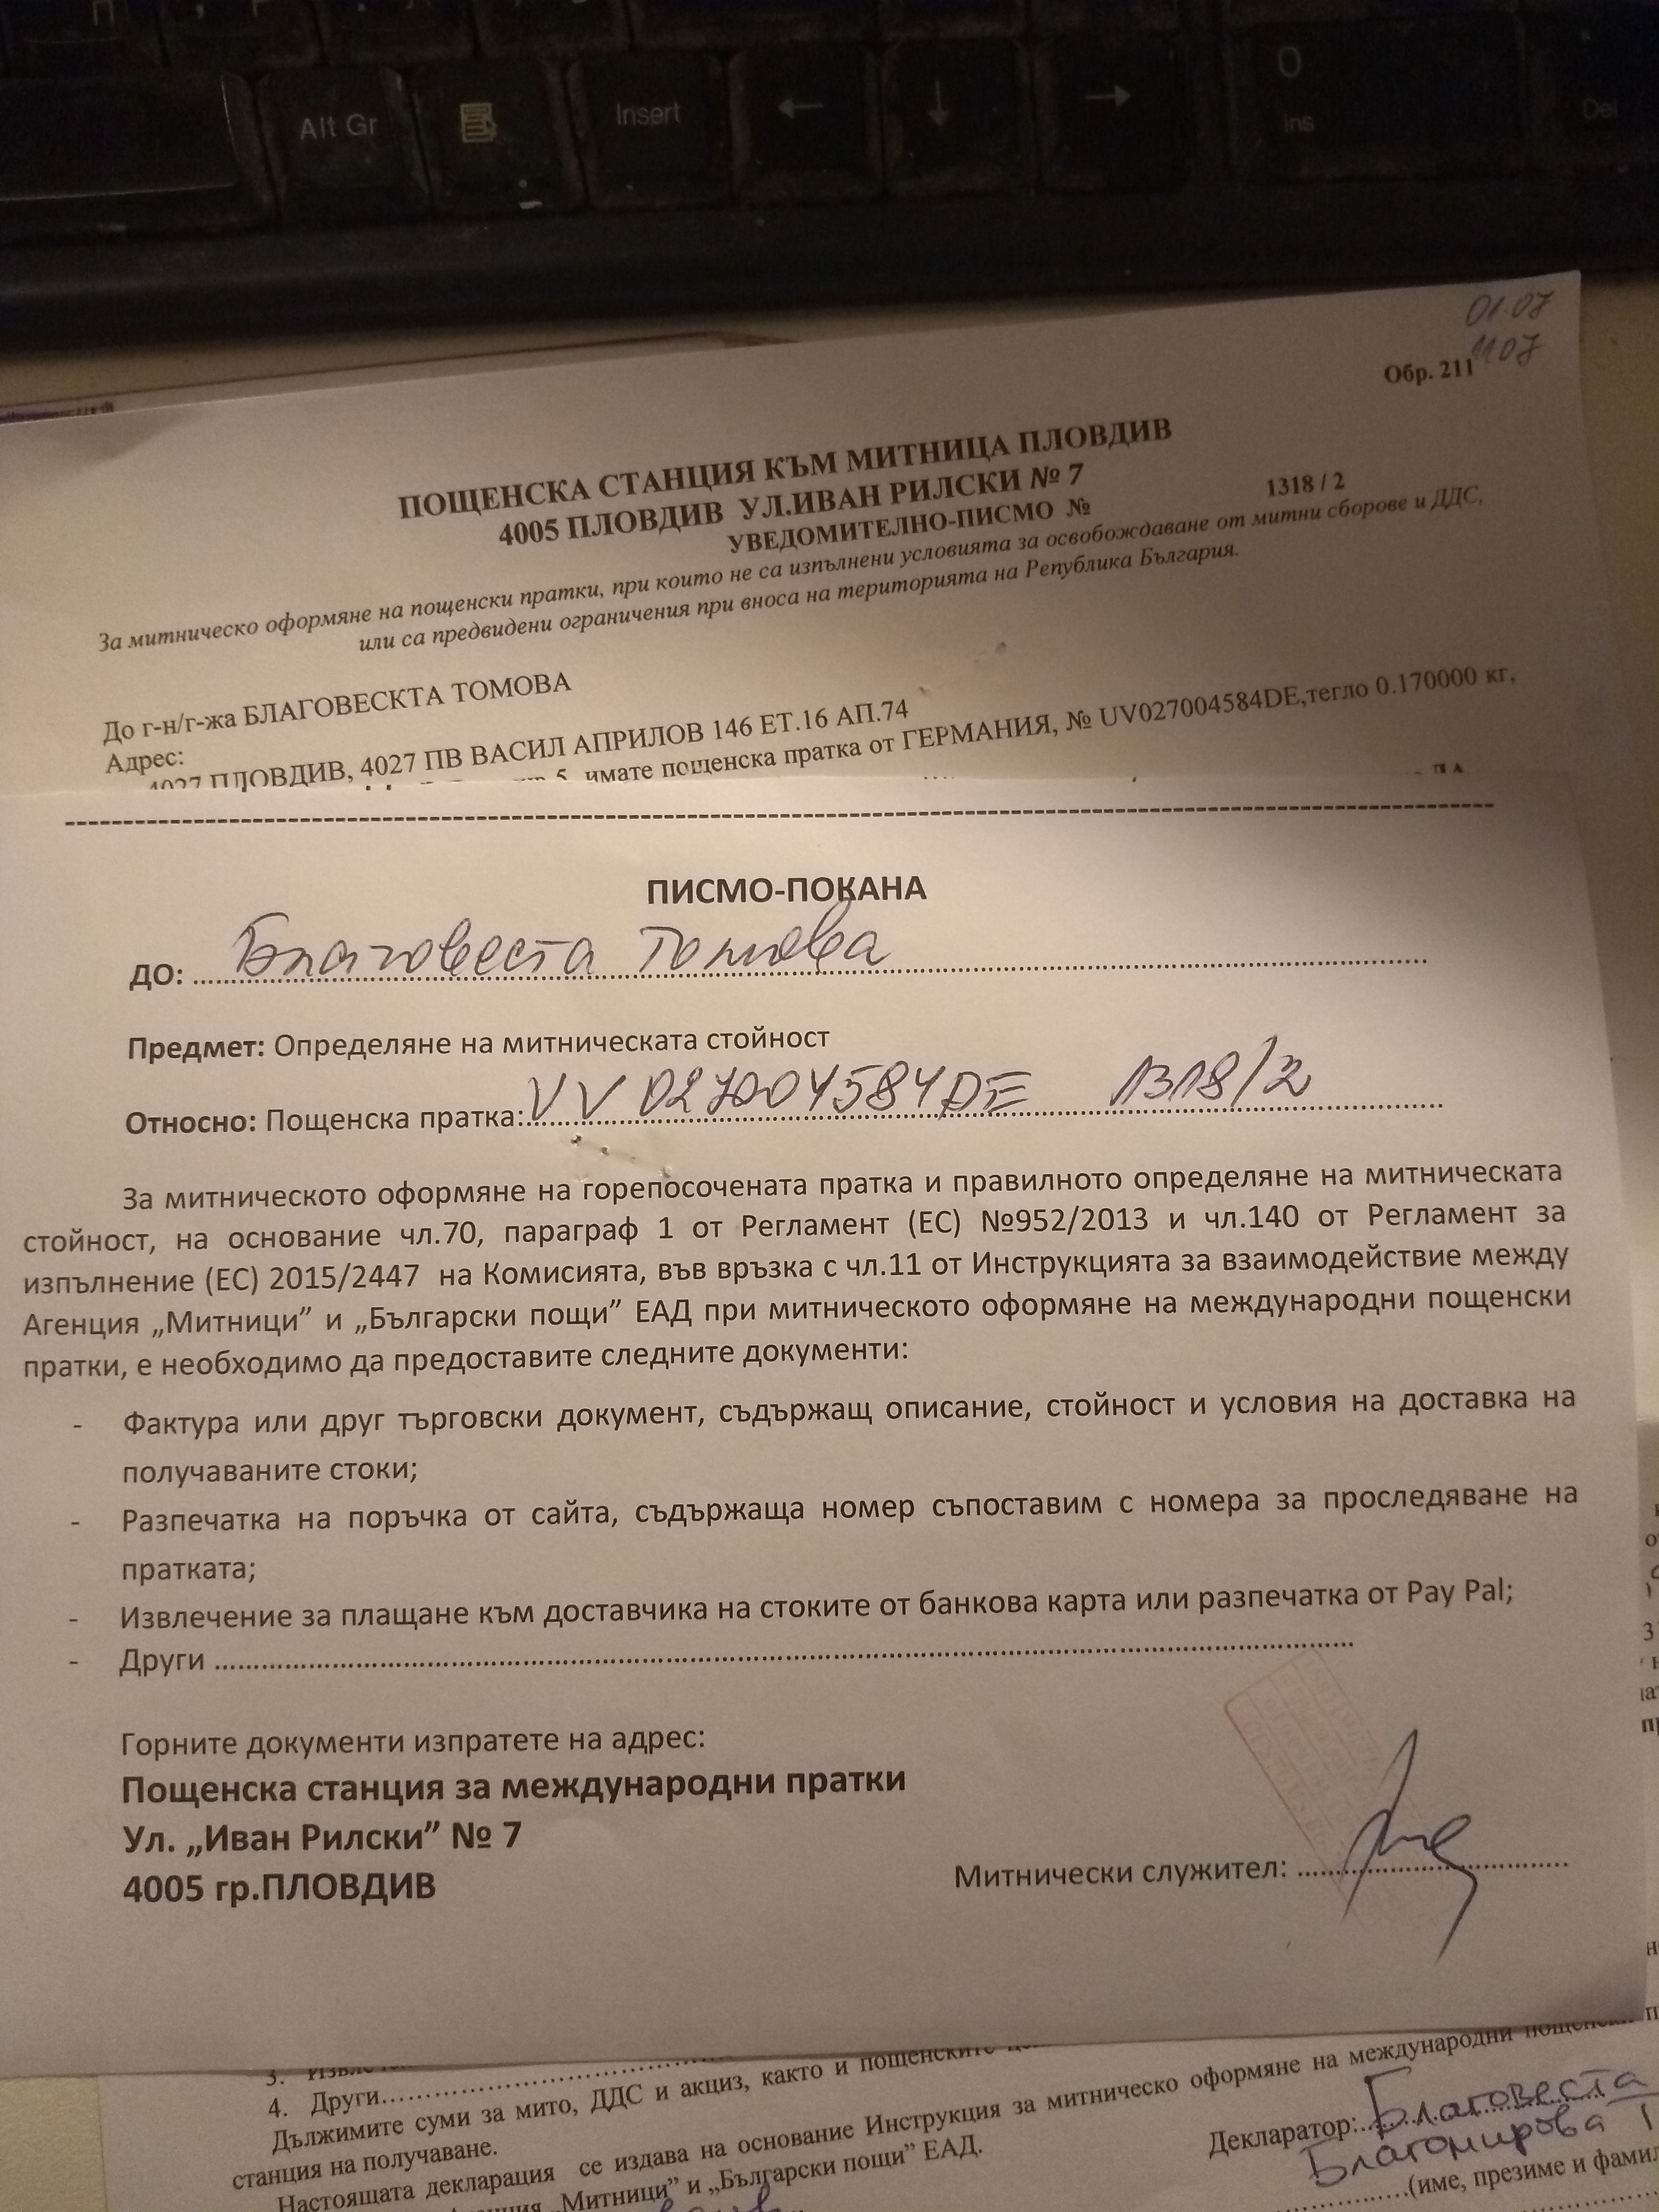 Alt Gr
Insert
0
Ins
Del
01.07
11 07
Обр. 211
ПОЩЕНСКА СТАНЦИЯ КЪМ МИТНИЦА ПЛОВДИВ
4005 ПЛОВДИВ УЛ.ИВАН РИЛСКИ № 7
УВЕДОМИТЕЛНО-ПИСМО № 1318 / 2
За митническо оформяне на пощенски пратки, при които не са изпълнени условията за освобождаване от митни сборове и ДДС,
или са предвидени ограничения при вноса на територията на Република България.
До г-н/г-жа БЛАГОВЕСКТА ТОМОВА
Адрес:
4027 ПЛОВДИВ, 4027 ПВ ВАСИЛ АПРИЛОВ 146 ЕТ.16 АП.74
5, имате пощенска пратка от ГЕРМАНИЯ, № UV027004584DE,тегло 0.170000 кг,
ПИСМО-ПОКАНА
ДО: Благовеста Томова
Предмет: Определяне на митническата стойност
Относно: Пощенска пратка: UV 027004584DE 1318/2
За митническото оформяне на горепосочената пратка и правилното определяне на митническата
стойност, на основание чл.70, параграф 1 от Регламент (ЕС) №952/2013 и чл.140 от Регламент за
изпълнение (ЕС) 2015/2447 на Комисията, във връзка с чл.11 от Инструкцията за взаимодействие между
Агенция „Митници” и „Български пощи” ЕАД при митническото оформяне на международни пощенски
пратки, е необходимо да предоставите следните документи:
- Фактура или друг търговски документ, съдържащ описание, стойност и условия на доставка на
получаваните стоки;
- Разпечатка на поръчка от сайта, съдържаща номер съпоставим с номера за проследяване на
пратката;
- Извлечение за плащане към доставчика на стоките от банкова карта или разпечатка от Pay Pal;
- Други ..........
Горните документи изпратете на адрес:
Пощенска станция за международни пратки
Ул. „Иван Рилски” № 7
4005 гр.ПЛОВДИВ
Митнически служител: ..........
3.
4. Други..........
Дължимите суми за мито, ДДС и акциз, както и пощенските
станция на получаване.
Настоящата декларация се издава на основание Инструкция за митническо оформяне на международни пощенски
„Митници” и „Български пощи” ЕАД.
Декларатор: Благовеста
Благомирова Т
(име, презиме и фамил